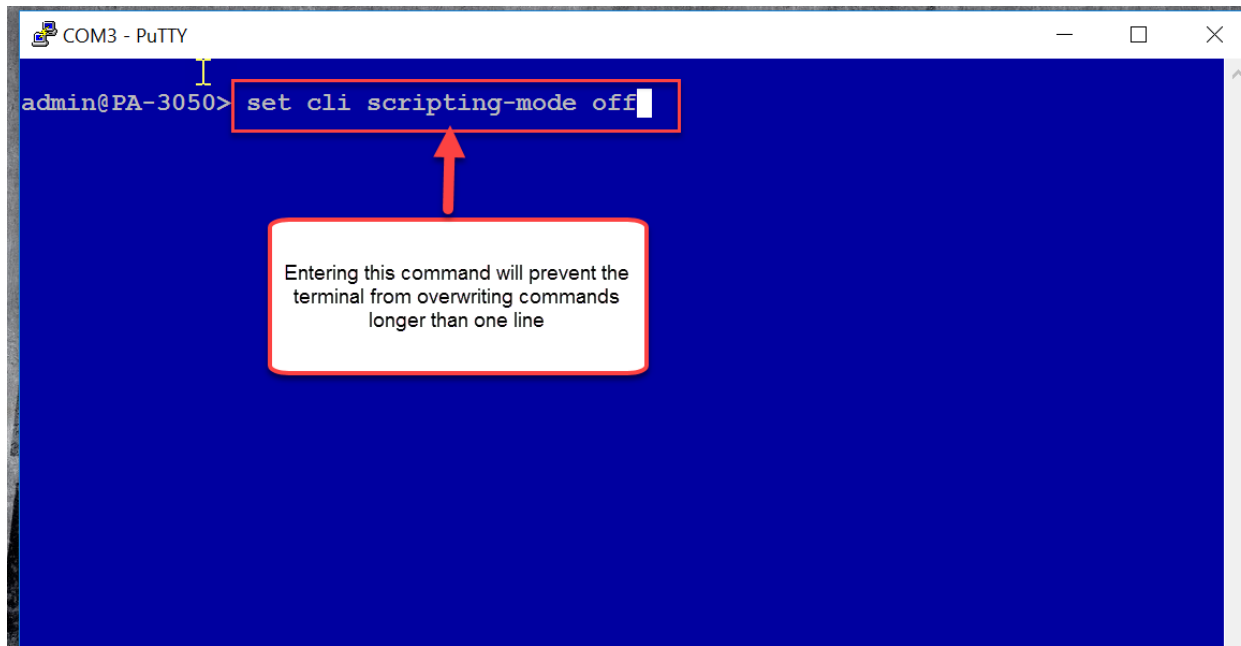 COM3 - PuTTY
admin@PA-3050> set cli scripting-mode off
Entering this command will prevent the
terminal from overwriting commands
longer than one line